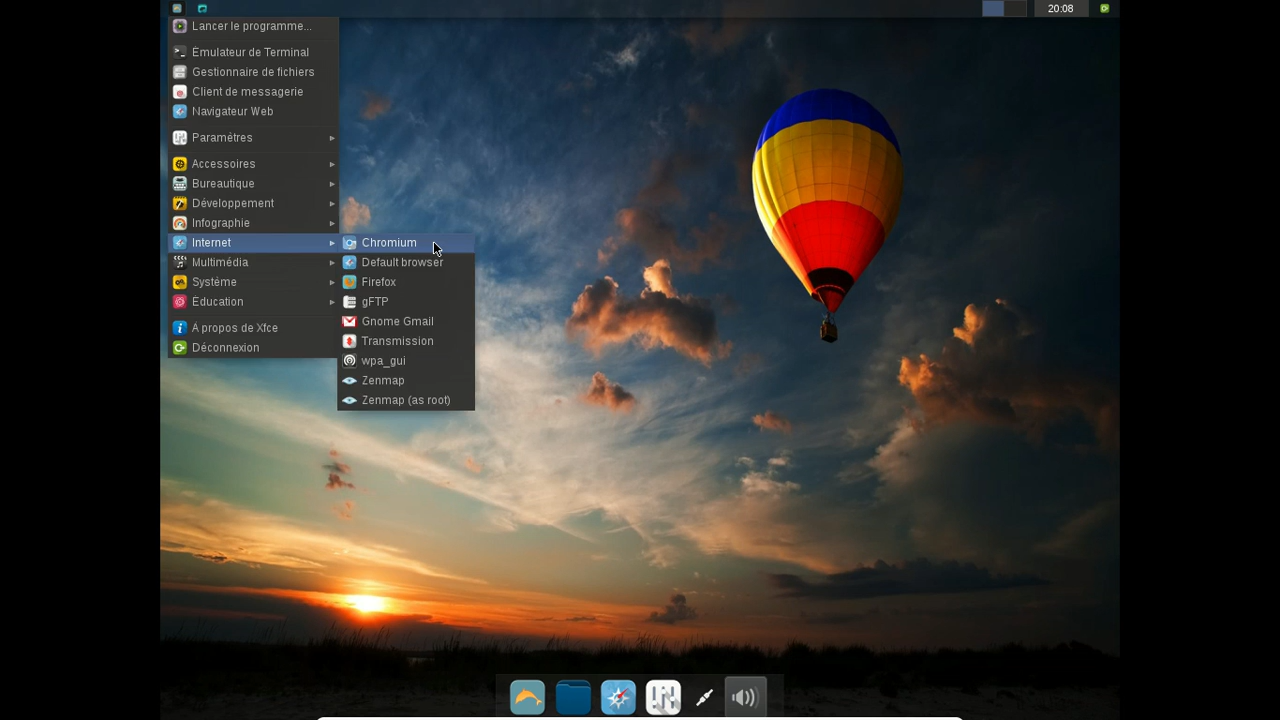 20:08
Lancer le programme...
Emulateur de Terminal
Gestionnaire de fichiers
Client de messagerie
Navigateur Web
Paramètres
Accessoires
Bureautique
Développement
Infographie
Internet
Multimédia
Système
Education
A propos de Xfce
Déconnexion
Chromium
Default browser
Firefox
gFTP
Gnome Gmail
Transmission
wpa_gui
Zenmap
Zenmap (as root)